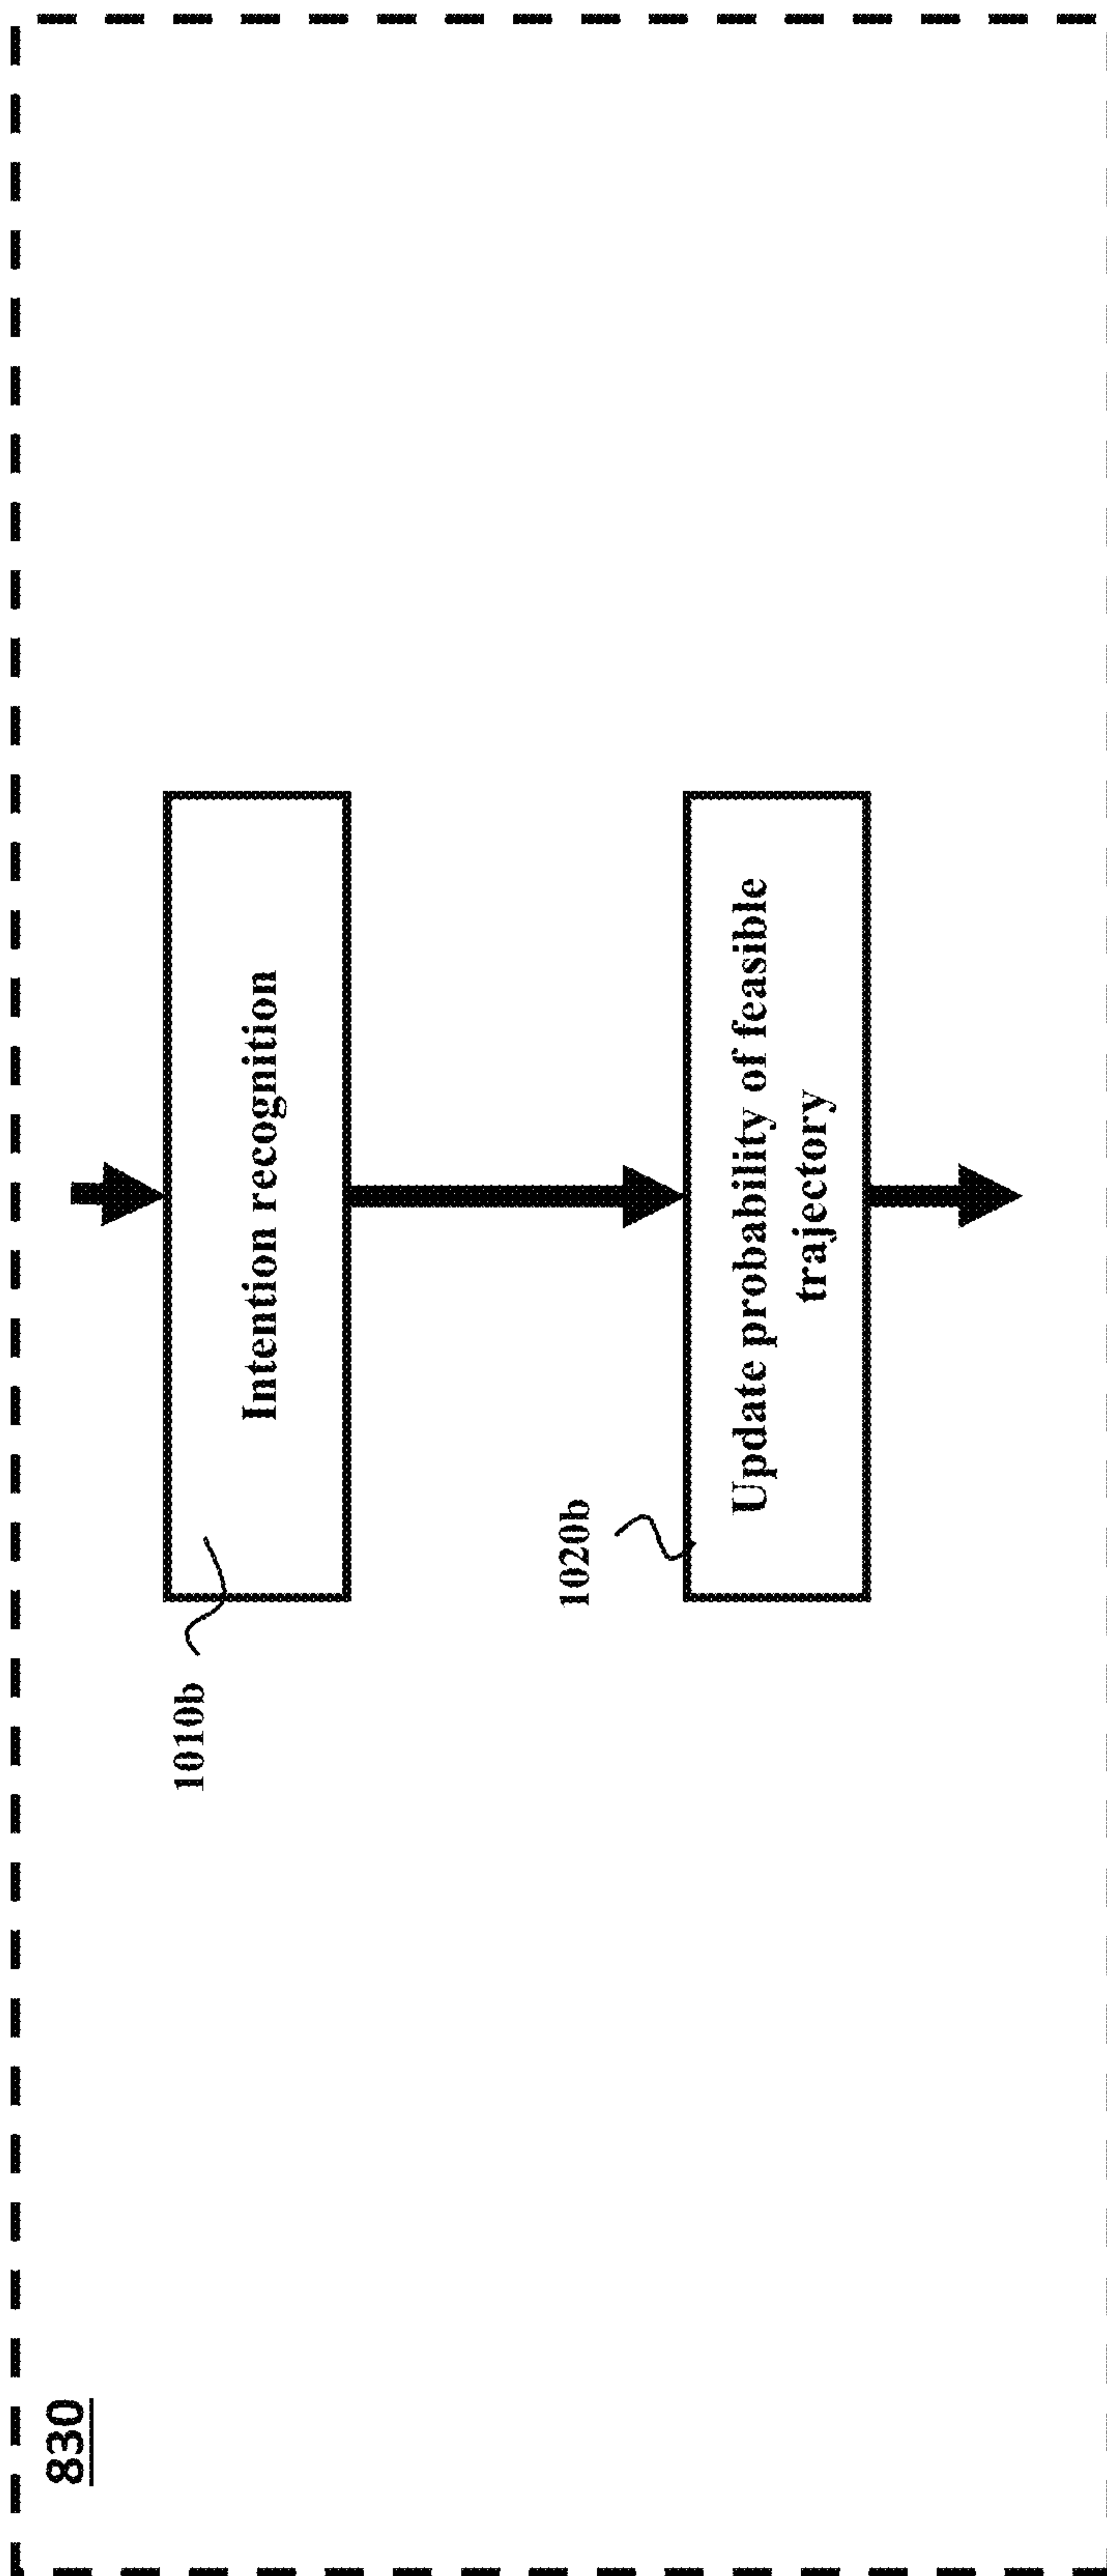 830
1010b
Intention recognition
1020b
Update probability of feasible
trajectory